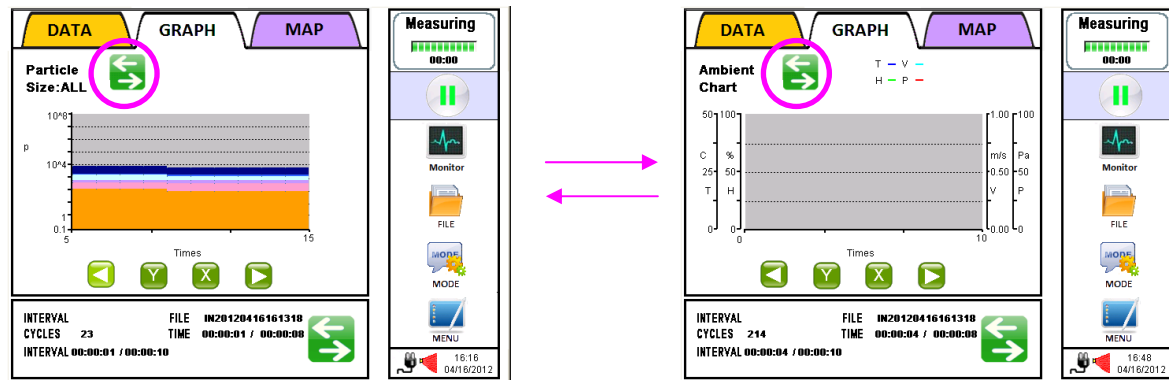 DATA GRAPH MAP
Particle
Size:ALL
10^8
p
10^4
1
0.1
5 15
Times
Y X
INTERVAL FILE IN20120416161318
CYCLES 23 TIME 00:00:01 / 00:00:08
INTERVAL 00:00:01 / 00:00:10
Measuring
00:00
Monitor
FILE
MODE
MODE
MENU
16:16
04/16/2012
DATA GRAPH MAP
Ambient
Chart
T V
H P
50 100 1.00 100
C % m/s Pa
25 50 0.50 50
T H V P
0 0 0.00 0
0 10
Times
Y X
INTERVAL FILE IN20120416161318
CYCLES 214 TIME 00:00:04 / 00:00:08
INTERVAL 00:00:04 / 00:00:10
Measuring
00:00
Monitor
FILE
MODE
MODE
MENU
16:48
04/16/2012